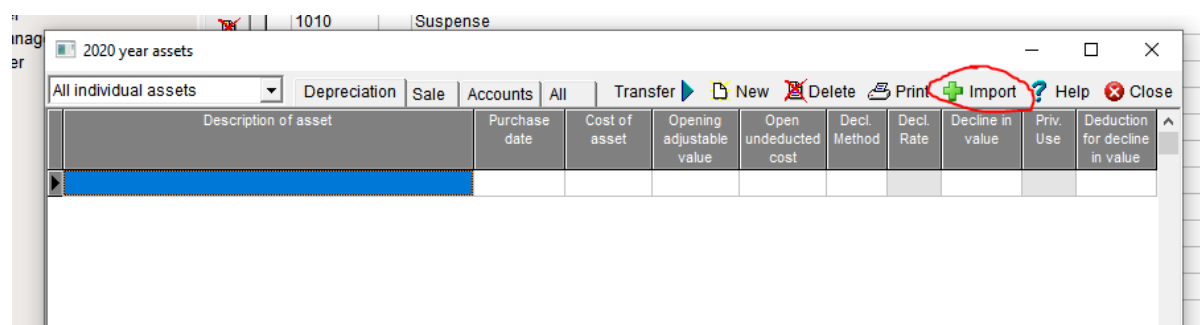 1010 Suspense
er
2020 year assets
All individual assets Depreciation Sale Accounts All Transfer New Delete Print Import Help Close
Description of asset Purchase date Cost of asset Opening adjustable value Open undeducted cost Decl. Method Decl. Rate Decline in value Priv. Use Deduction for decline in value